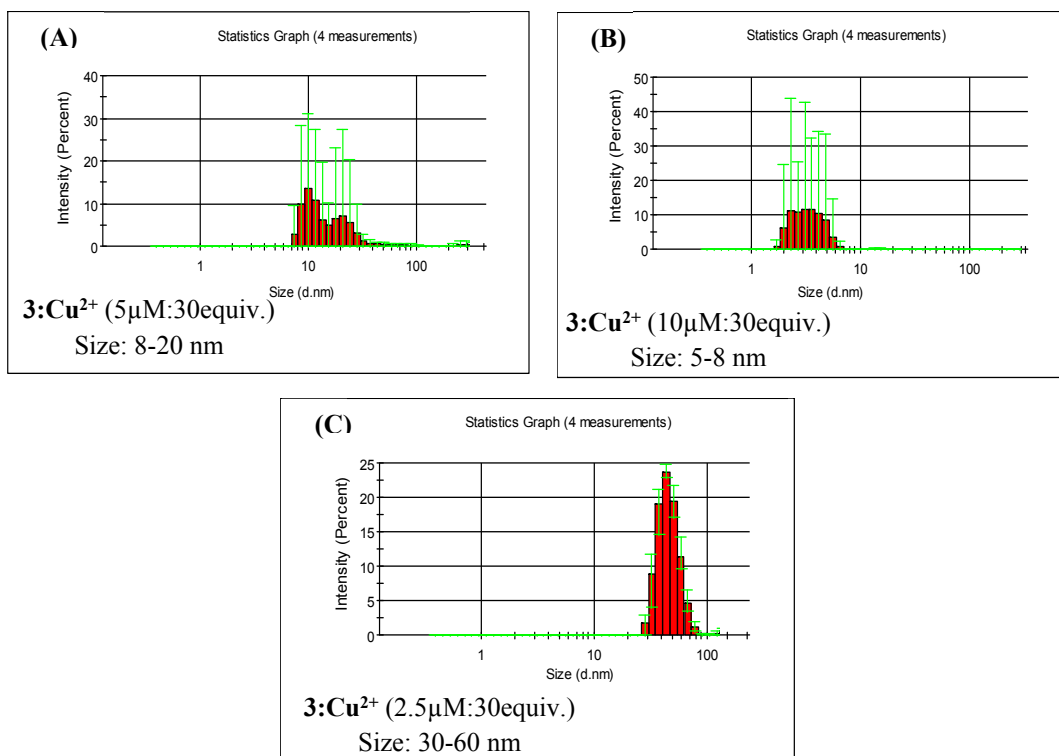 (A)
Statistics Graph (4 measurements)
Intensity (Percent)
40
30
20
10
0
1 10 100
Size (d.nm)
3:Cu²⁺ (5µM:30equiv.)
Size: 8-20 nm
(B)
Statistics Graph (4 measurements)
Intensity (Percent)
50
40
30
20
10
0
1 10 100
Size (d.nm)
3:Cu²⁺ (10µM:30equiv.)
Size: 5-8 nm
(C)
Statistics Graph (4 measurements)
Intensity (Percent)
25
20
15
10
5
0
1 10 100
Size (d.nm)
3:Cu²⁺ (2.5µM:30equiv.)
Size: 30-60 nm